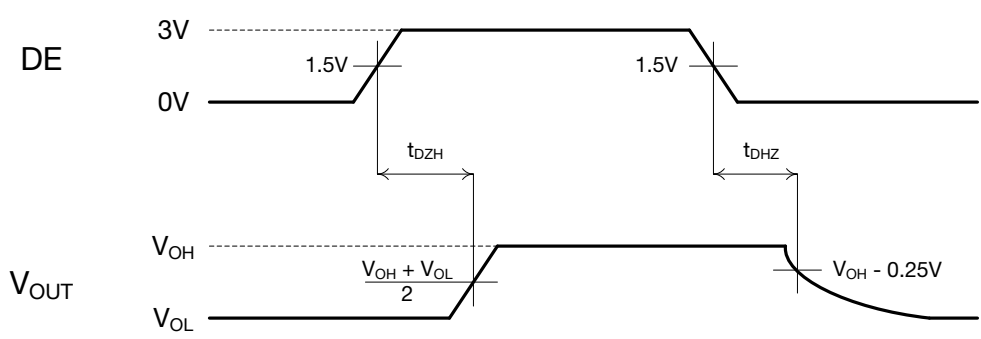 3V
DE
1.5V
1.5V
0V
tDZH
tDHZ
VOH
VOH + VOL
2
VOH - 0.25V
VOUT
VOL